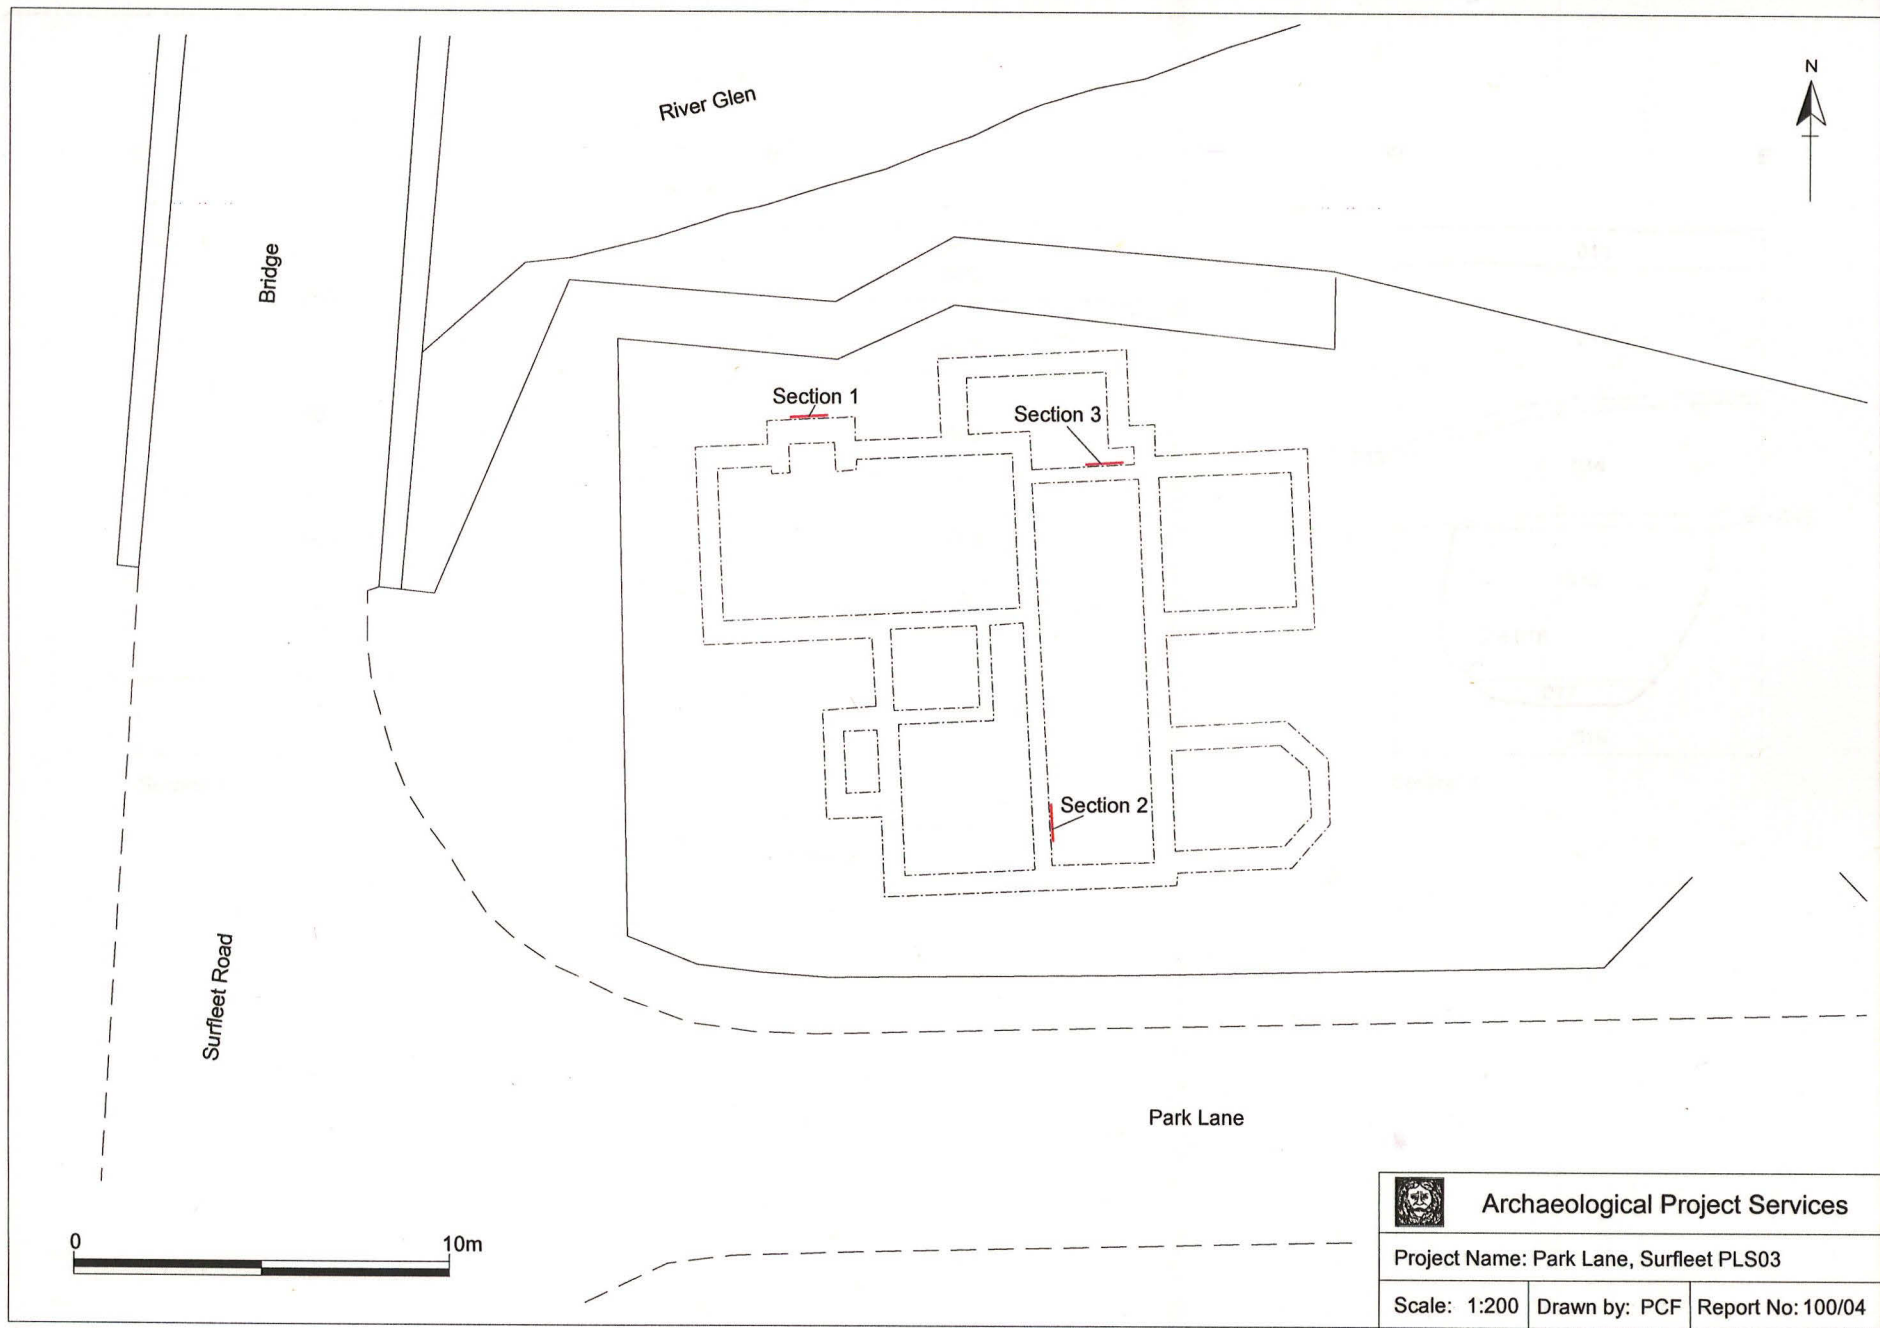 River Glen
N
Bridge
Section 1
Section 3
Section 2
Surfleet Road
Park Lane
0 10m
Archaeological Project Services
Project Name: Park Lane, Surfleet PLS03
Scale: 1:200 Drawn by: PCF Report No: 100/04